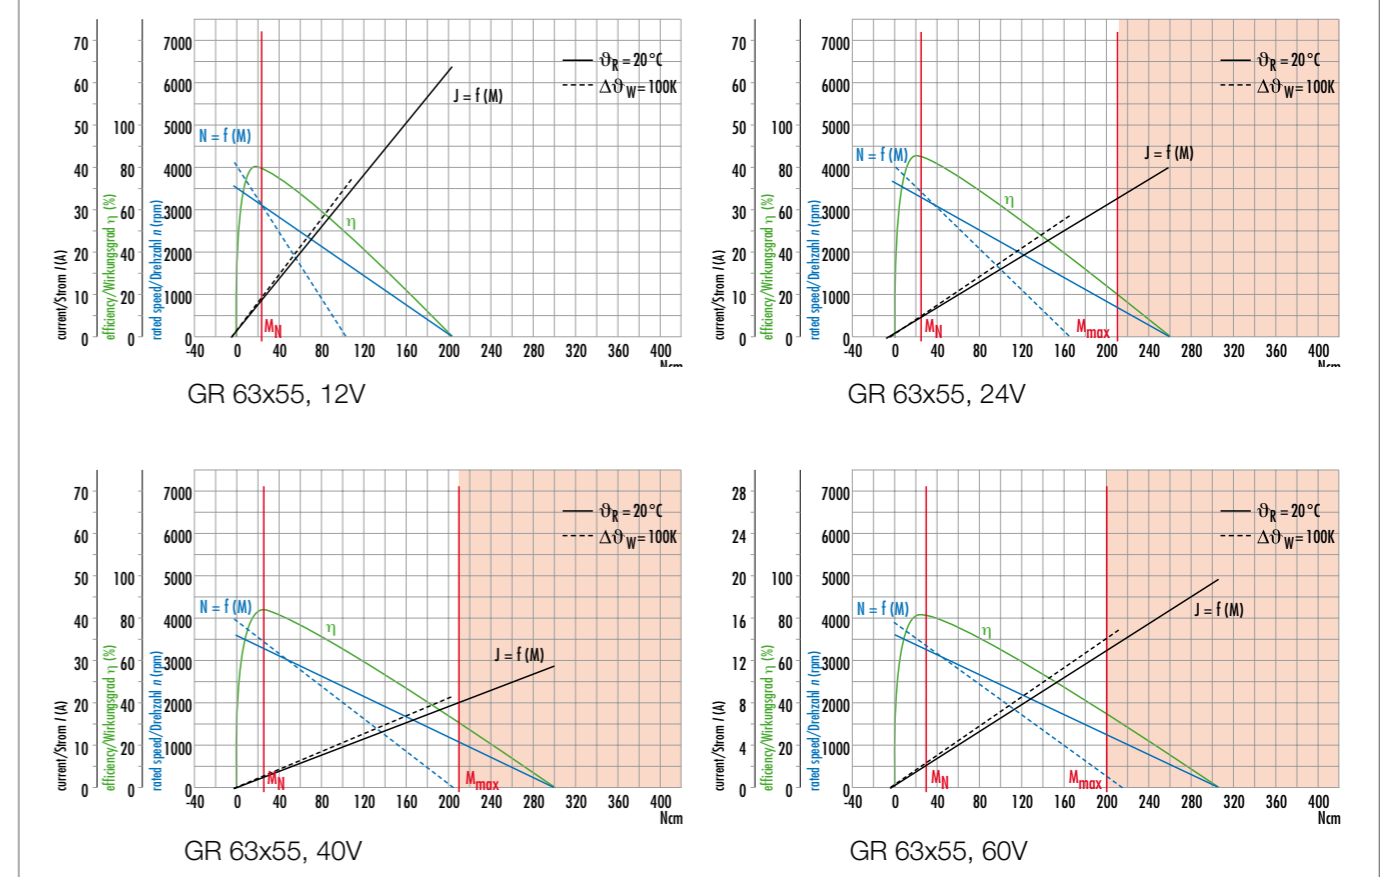 70
60
50
40
30
20
10
0
current/Strom I (A)
100
80
60
40
20
0
efficiency/Wirkungsgrad η (%)
7000
6000
5000
4000
3000
2000
1000
0
rated speed/Drehzahl n (rpm)
N = f (M)
J = f (M)
η
ϑR = 20°C
Δϑ W = 100K
MN
-40 0 40 80 120 160 200 240 280 320 360 400
Ncm
GR 63x55, 12V
70
60
50
40
30
20
10
0
current/Strom I (A)
100
80
60
40
20
0
efficiency/Wirkungsgrad η (%)
7000
6000
5000
4000
3000
2000
1000
0
rated speed/Drehzahl n (rpm)
N = f (M)
J = f (M)
η
ϑR = 20°C
Δϑ W = 100K
MN
Mmax
-40 0 40 80 120 160 200 240 280 320 360 400
Ncm
GR 63x55, 24V
70
60
50
40
30
20
10
0
current/Strom I (A)
100
80
60
40
20
0
efficiency/Wirkungsgrad η (%)
7000
6000
5000
4000
3000
2000
1000
0
rated speed/Drehzahl n (rpm)
N = f (M)
J = f (M)
η
ϑR = 20°C
Δϑ W = 100K
MN
Mmax
-40 0 40 80 120 160 200 240 280 320 360 400
Ncm
GR 63x55, 40V
28
24
20
16
12
8
4
0
current/Strom I (A)
100
80
60
40
20
0
efficiency/Wirkungsgrad η (%)
7000
6000
5000
4000
3000
2000
1000
0
rated speed/Drehzahl n (rpm)
N = f (M)
J = f (M)
η
ϑR = 20°C
Δϑ W = 100K
MN
Mmax
-40 0 40 80 120 160 200 240 280 320 360 400
Ncm
GR 63x55, 60V